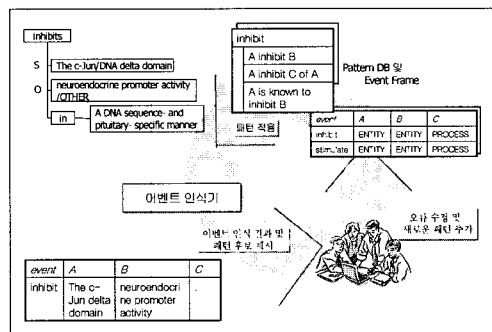 inhibits
S The c-Jun/DNA delta domain
O neuroendocrine promoter activity
/OTHER
in
A DNA sequence- and
pituitary- specific manner
inhibit
A inhibit B
A inhibit C of A
A is known to
inhibit B
패턴 적용
Pattern DB 및
Event Frame
event A B C
inhibit ENTITY ENTITY PROCESS
stimulate ENTITY ENTITY PROCESS
이벤트 인식기
이벤트 인식 결과 및
패턴 후보 제시
오류 수정 및
새로운 패턴 추가
event A B C
inhibit The c- neuroendocri .
Jun delta ne promoter
domain activity